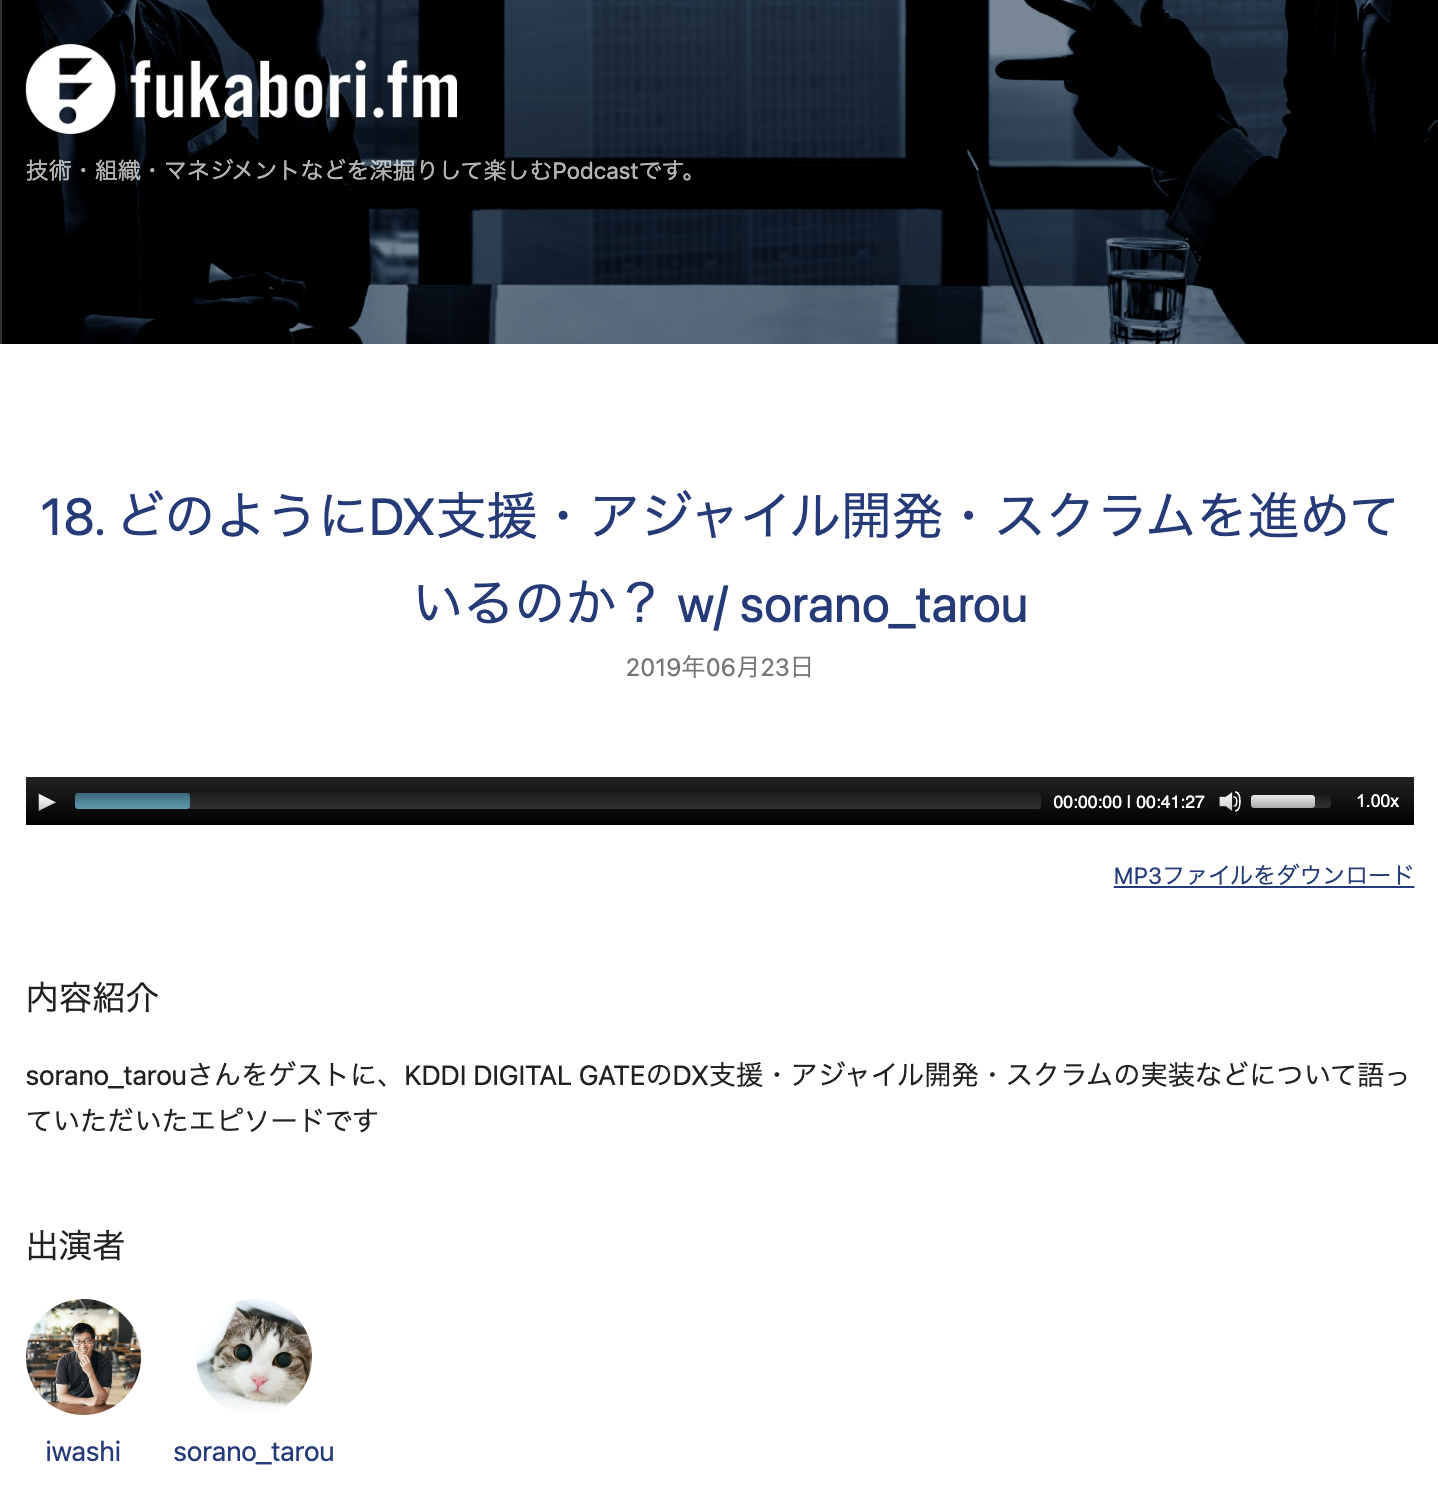 fukabori.fm
技術・組織・マネジメントなどを深掘りして楽しむPodcastです。
18. どのようにDX支援・アジャイル開発・スクラムを進めて
いるのか？ w/ sorano_tarou
2019年06月23日
00:00:00 | 00:41:27 1.00x
MP3ファイルをダウンロード
内容紹介
sorano_tarouさんをゲストに、KDDI DIGITAL GATEのDX支援・アジャイル開発・スクラムの実装などについて語っ
ていただいたエピソードです
出演者
iwashi sorano_tarou